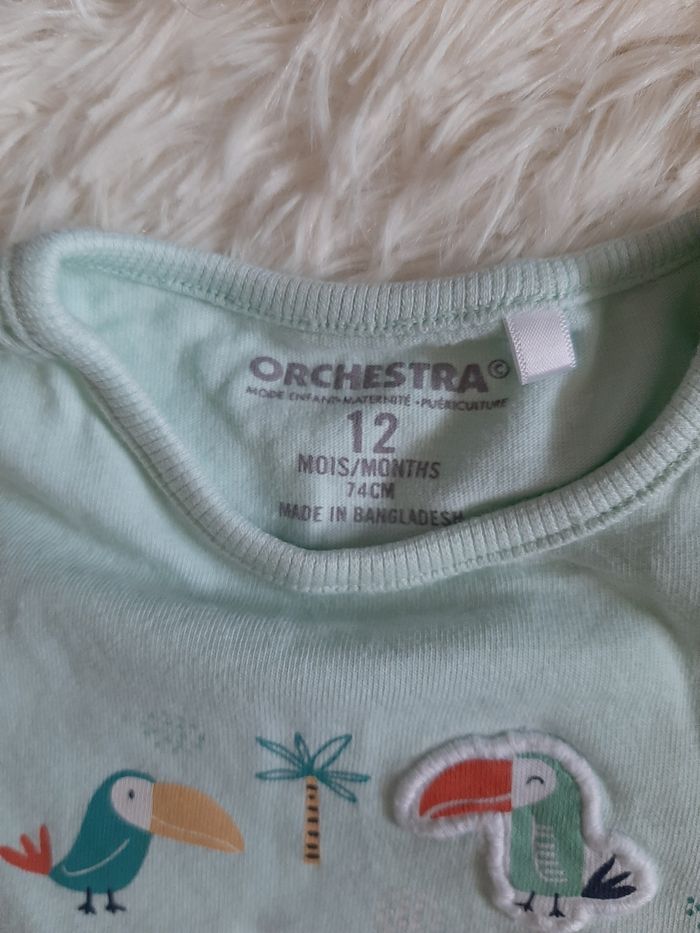 ORCHESTRA©
MODE ENFANT-MATERNITÉ-PUÉRICULTURE
12
MOIS/MONTHS
74CM
MADE IN BANGLADESH